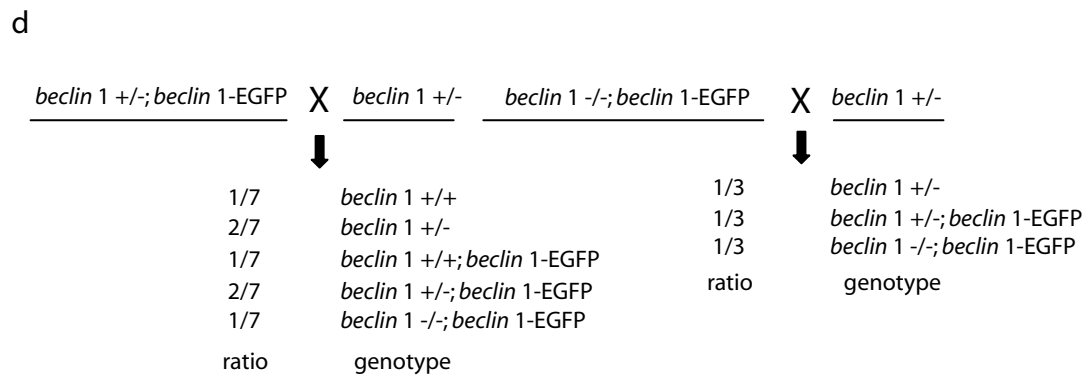 d
beclin 1 +/-; beclin 1-EGFP X beclin 1 +/-
1/7 beclin 1 +/+
2/7 beclin 1 +/-
1/7 beclin 1 +/+; beclin 1-EGFP
2/7 beclin 1 +/-; beclin 1-EGFP
1/7 beclin 1 -/-; beclin 1-EGFP
ratio genotype
beclin 1 -/-; beclin 1-EGFP X beclin 1 +/-
1/3 beclin 1 +/-
1/3 beclin 1 +/-; beclin 1-EGFP
1/3 beclin 1 -/-; beclin 1-EGFP
ratio genotype